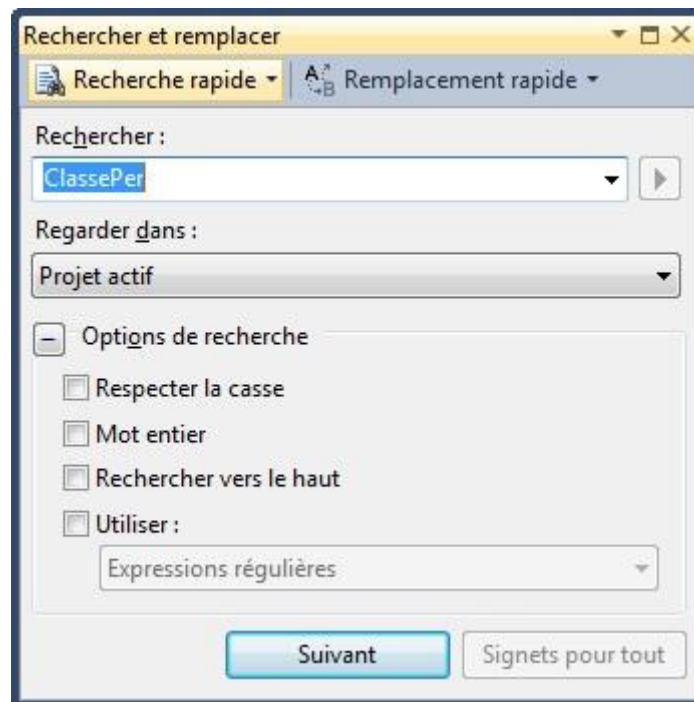 Rechercher et remplacer
Recherche rapide
A B Remplacement rapide
Rechercher :
ClassePer
Regarder dans :
Projet actif
Options de recherche
Respecter la casse
Mot entier
Rechercher vers le haut
Utiliser :
Expressions régulières
Suivant Signets pour tout